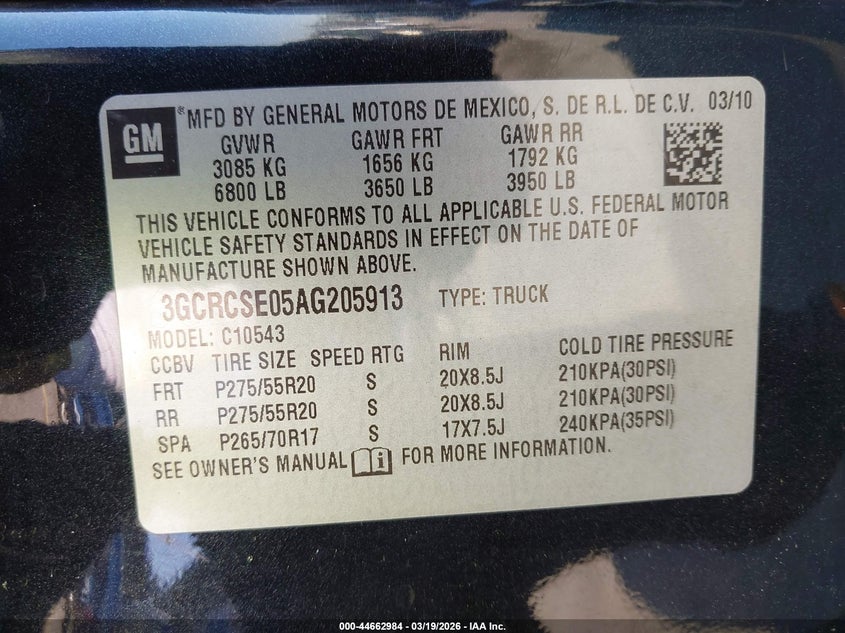 GM
® MFD BY GENERAL MOTORS DE MEXICO, S. DE R.L. DE C.V. 03/10
GVWR GAWR FRT GAWR RR
3085 KG 1656 KG 1792 KG
6800 LB 3650 LB 3950 LB
THIS VEHICLE CONFORMS TO ALL APPLICABLE U.S. FEDERAL MOTOR
VEHICLE SAFETY STANDARDS IN EFFECT ON THE DATE OF
MANUFACTURE SHOWN ABOVE.
3GCRCSE05AG205913 TYPE: TRUCK
MODEL: C10543
CCBV TIRE SIZE SPEED RTG RIM COLD TIRE PRESSURE
FRT P275/55R20 S 20X8.5J 210KPA(30PSI)
RR P275/55R20 S 20X8.5J 210KPA(30PSI)
SPA P265/70R17 S 17X7.5J 240KPA(35PSI)
SEE OWNER'S MANUAL i FOR MORE INFORMATION.
000-44662984 - 03/19/2026 - IAA Inc.